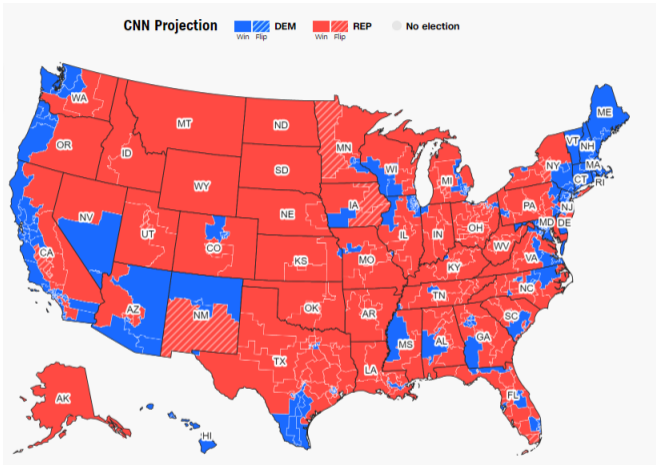 CNN Projection
DEM
REP
No election
Win Flip
Win Flip
WA
ME
MT
ND
VT
NH
OR
MN
ID
WI
NY
MA
SD
MI
CT
RI
WY
IA
PA
NJ
NE
NV
OH
MD
DE
UT
IL
IN
CO
WV
VA
CA
KS
MO
KY
NC
TN
AZ
NM
OK
AR
SC
MS
AL
GA
TX
LA
AK
FL
HI